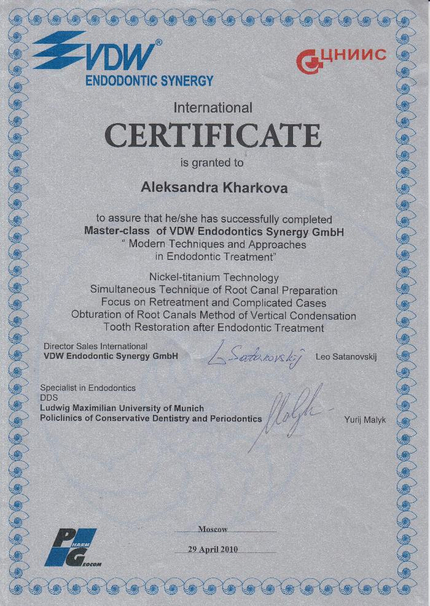 VDW®
ENDODONTIC SYNERGY
ЦНИИС
International
CERTIFICATE
is granted to
Aleksandra Kharkova
to assure that he/she has successfully completed
Master-class of VDW Endodontics Synergy GmbH
" Modern Techniques and Approaches
in Endodontic Treatment"
Nickel-titanium Technology
Simultaneous Technique of Root Canal Preparation
Focus on Retreatment and Complicated Cases
Obturation of Root Canals Method of Vertical Condensation
Tooth Restoration after Endodontic Treatment
Director Sales International
VDW Endodontic Synergy GmbH
L Satanovskij
Leo Satanovskij
Specialist in Endodontics
DDS
Ludwig Maximilian University of Munich
Policlinics of Conservative Dentistry and Periodontics
Malyk
Yurij Malyk
Moscow
29 April 2010
PHARM
GEOCOM